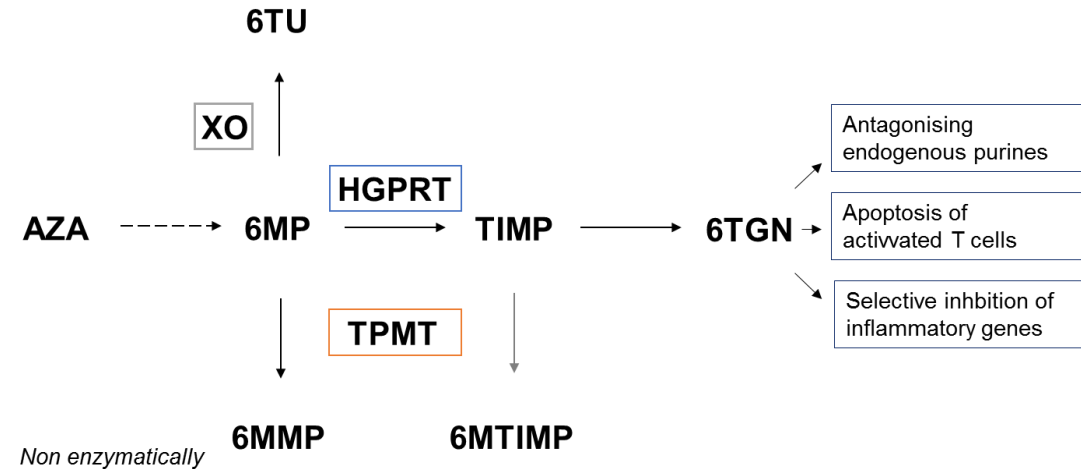 6TU
XO
HGPRT
AZA
6MP
TIMP
6TGN
Antagonising
endogenous purines
Apoptosis of
activvated T cells
Selective inhbition of
inflammatory genes
TPMT
6MMP
6MTIMP
Non enzymatically